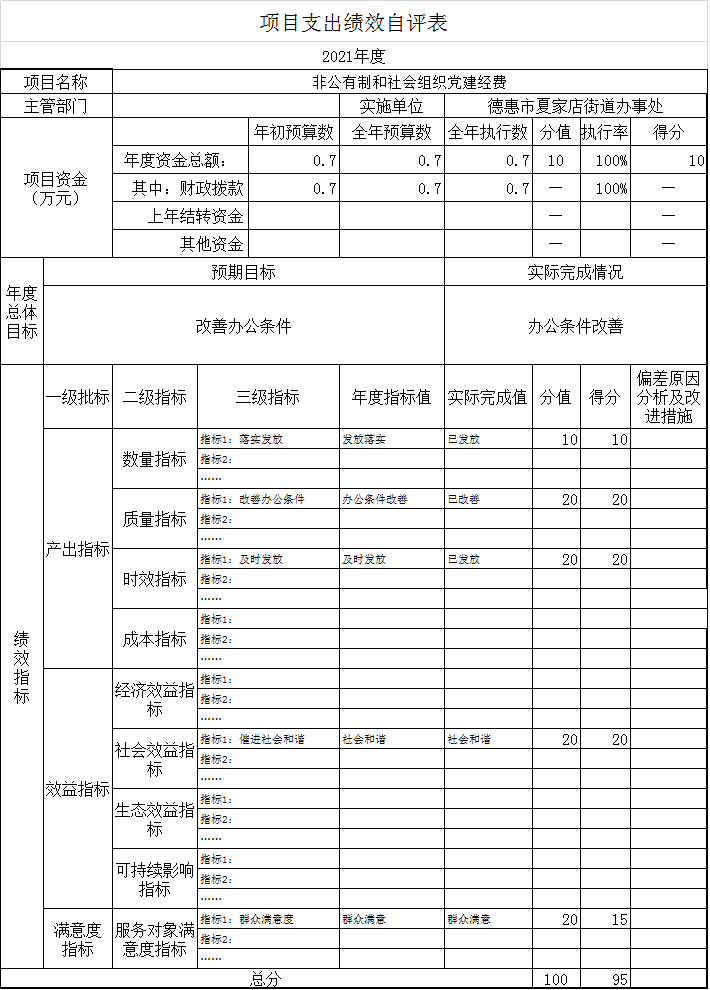 项目支出绩效自评表
2021年度
项目名称 非公有制和社会组织党建经费
主管部门 实施单位 德惠市夏家店街道办事处
项目资金（万元） 年初预算数 全年预算数 全年执行数 分值 执行率 得分
年度资金总额： 0.7 0.7 0.7 10 100% 10
其中：财政拨款 0.7 0.7 0.7 — 100% —
上年结转资金 — —
其他资金 — —
年度总体目标 预期目标 实际完成情况
改善办公条件 办公条件改善
绩效指标 一级批标 二级指标 三级指标 年度指标值 实际完成值 分值 得分 偏差原因分析及改进措施
产出指标 数量指标 指标1：落实发放 发放落实 已发放 10 10
指标2：
……
质量指标 指标1：改善办公条件 办公条件改善 已改善 20 20
指标2：
……
时效指标 指标1：及时发放 及时发放 已发放 20 20
指标2：
……
成本指标 指标1：
指标2：
……
效益指标 经济效益指标 指标1：
指标2：
……
社会效益指标 指标1：催进社会和谐 社会和谐 社会和谐 20 20
指标2：
……
生态效益指标 指标1：
指标2：
……
可持续影响指标 指标1：
指标2：
……
满意度指标 服务对象满意度指标 指标1：群众满意度 群众满意 群众满意 20 15
指标2：
……
总分 100 95